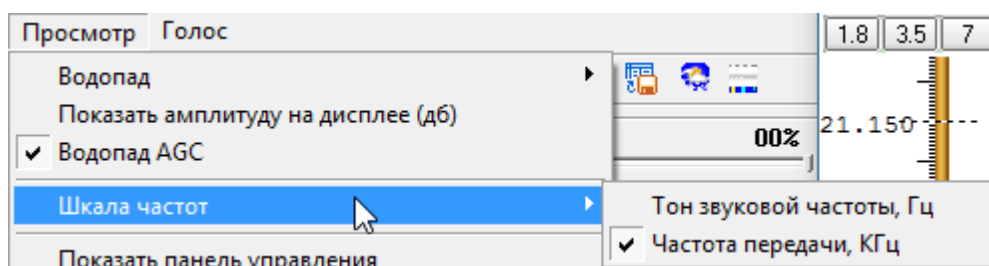 Просмотр Голос
1.8 3.5 7
Водопад
Показать амплитуду на дисплее (дб)
00%
21.150
Водопад AGC
Шкала частот
Тон звуковой частоты, Гц
Частота передачи, КГц
Показать панель управления